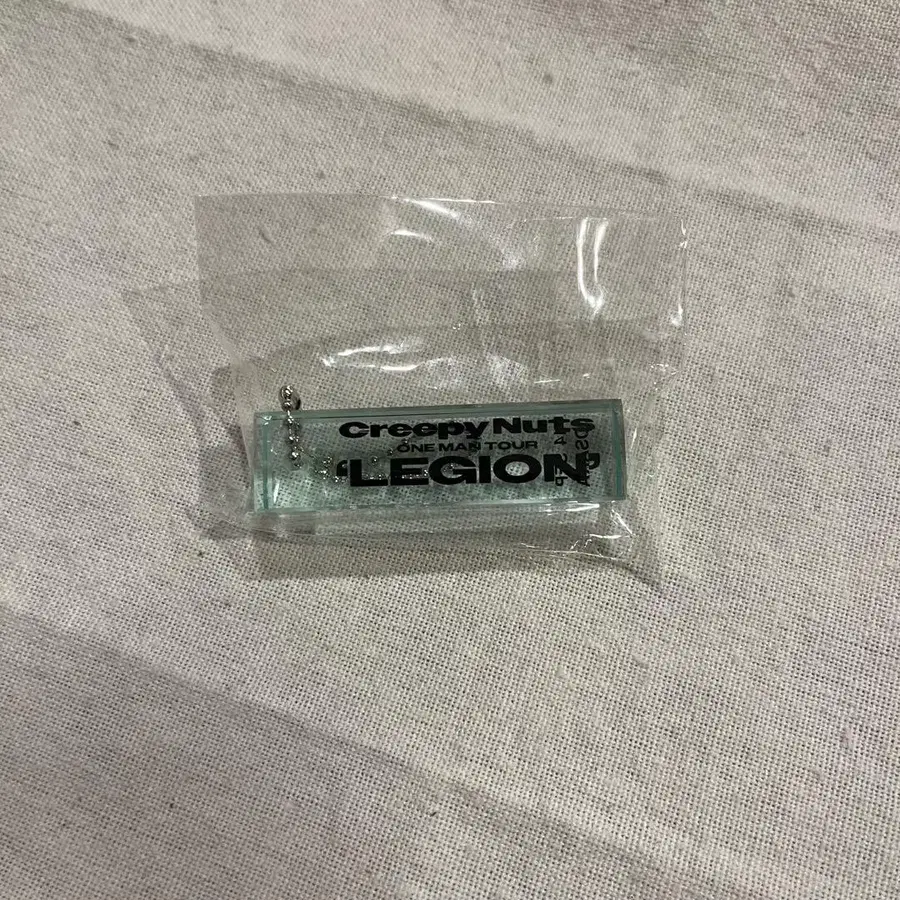 Creepy Nuts
ONE MAN TOUR
‘LEGION’